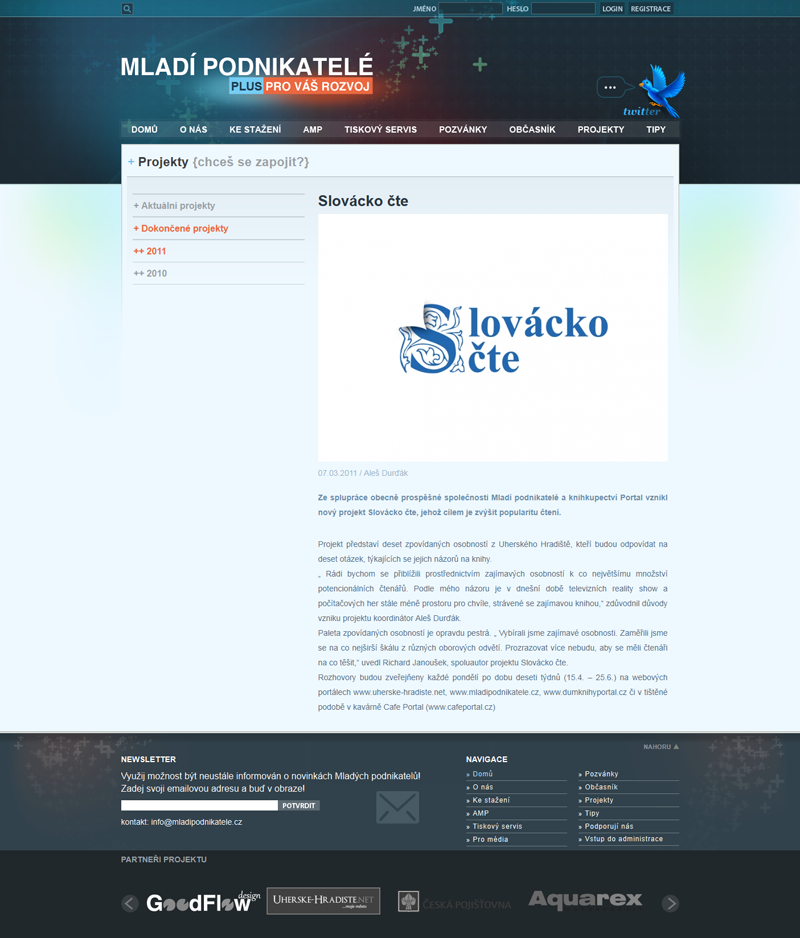 JMÉNO HESLO LOGIN REGISTRACE
MLADÍ PODNIKATELÉ
PLUS PRO VÁŠ ROZVOJ
twitter
DOMŮ O NÁS KE STAŽENÍ AMP TISKOVÝ SERVIS POZVÁNKY OBČASNÍK PROJEKTY TIPY
+ Projekty {chceš se zapojit?}
+ Aktuální projekty
+ Dokončené projekty
++ 2011
++ 2010
Slovácko čte
Slovácko
čte
07.03.2011 / Aleš Durďák
Ze splupráce obecně prospěšné společnosti Mladí podnikatelé a knihkupectví Portal vznikl
nový projekt Slovácko čte, jehož cílem je zvýšit popularitu čtení.
Projekt představí deset zpovídaných osobností z Uherského Hradiště, kteří budou odpovídat na
deset otázek, týkajících se jejich názorů na knihy.
„ Rádi bychom se přiblížili prostřednictvím zajímavých osobností k co největšímu množství
potencionálních čtenářů. Podle mého názoru je v dnešní době televizních reality show a
počítačových her stále méně prostoru pro chvíle, strávené se zajímavou knihou,“ zdůvodnil důvody
vzniku projektu koordinátor Aleš Durďák.
Paleta zpovídaných osobností je opravdu pestrá. „ Vybírali jsme zajímavé osobnosti. Zaměřili jsme
se na co nejširší škálu z různých oborových odvětí. Prozrazovat více nebudu, aby se měli čtenáři
na co těšit,“ uvedl Richard Janoušek, spoluautor projektu Slovácko čte.
Rozhovory budou zveřejňeny každé pondělí po dobu deseti týdnů (15.4. – 25.6.) na webových
portálech www.uherske-hradiste.net, www.mladipodnikatele.cz, www.dumknihyportal.cz či v tištěné
podobě v kavárně Cafe Portal (www.cafeportal.cz)
NAHORU
NEWSLETTER
Využij možnost být neustále informován o novinkách Mladých podnikatelů!
Zadej svoji emailovou adresu a buď v obraze!
POTVRDIT
kontakt: info@mladipodnikatele.cz
NAVIGACE
» Domů
» O nás
» Ke stažení
» AMP
» Tiskový servis
» Pro média
» Pozvánky
» Občasník
» Projekty
» Tipy
» Podporují nás
» Vstup do administrace
PARTNEŘI PROJEKTU
GoodFlow design
UHERSKE-HRADISTE.NET
...moje město
ČESKÁ POJIŠŤOVNA
Aquarex